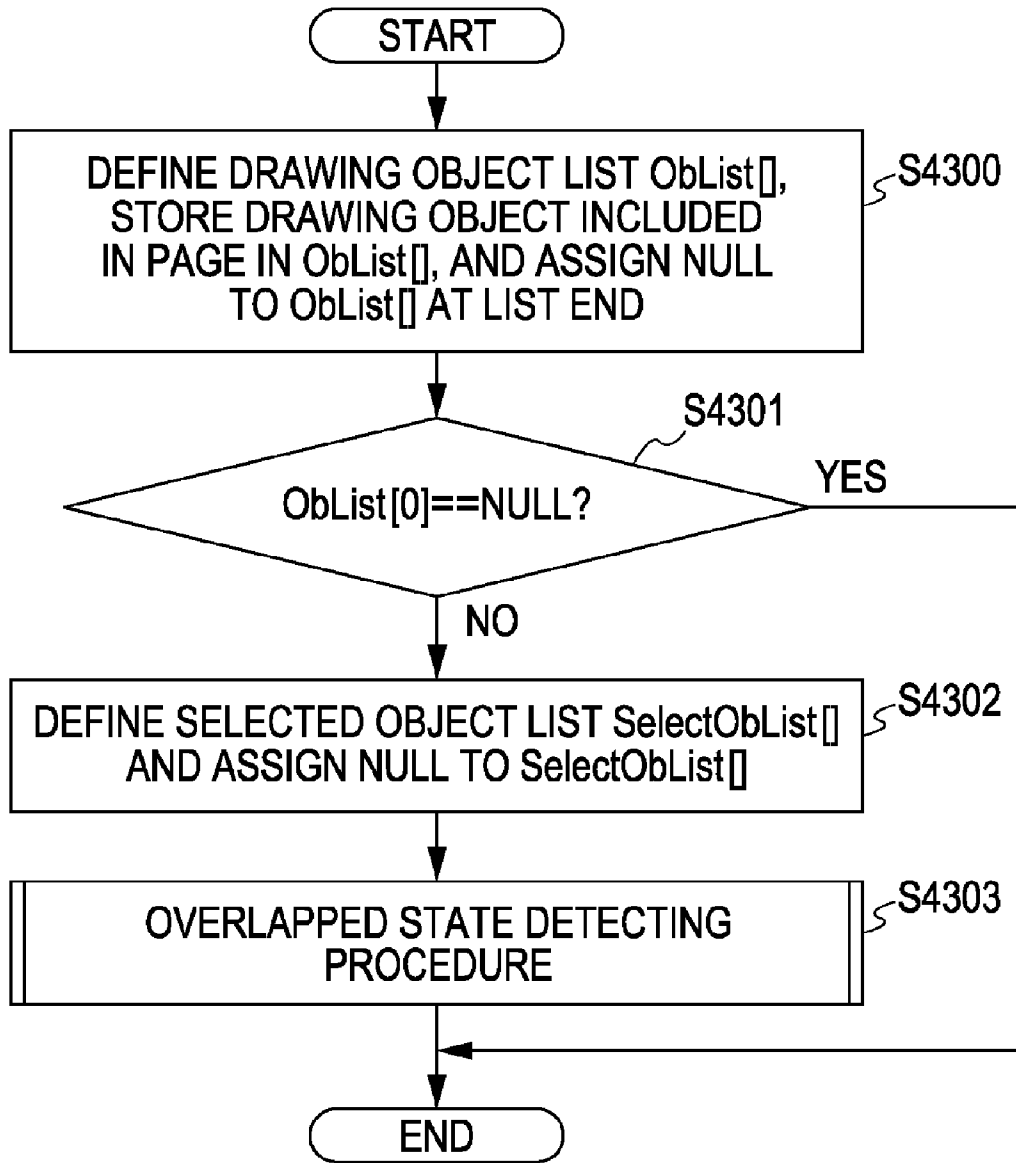 START
DEFINE DRAWING OBJECT LIST ObList[],
STORE DRAWING OBJECT INCLUDED
IN PAGE IN ObList[], AND ASSIGN NULL
TO ObList[] AT LIST END
S4300
S4301
ObList[0]==NULL?
YES
NO
DEFINE SELECTED OBJECT LIST SelectObList[]
AND ASSIGN NULL TO SelectObList[]
S4302
OVERLAPPED STATE DETECTING
PROCEDURE
S4303
END